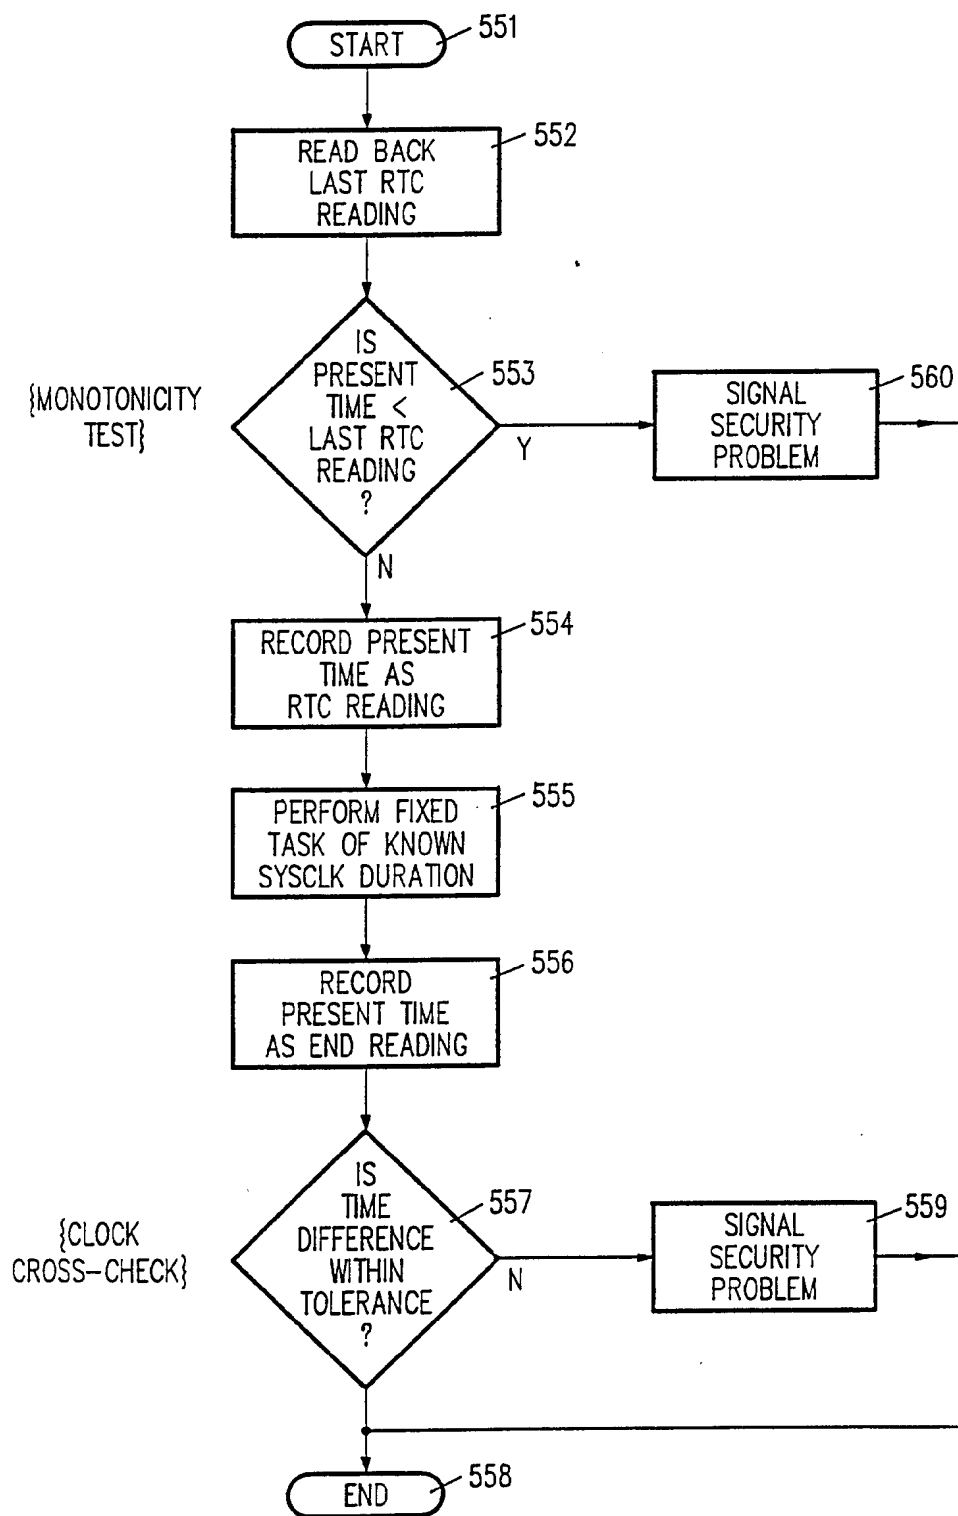 START
551
READ BACK
LAST RTC
READING
552
{MONOTONICITY
TEST}
IS
PRESENT
TIME <
LAST RTC
READING
?
553
Y
SIGNAL
SECURITY
PROBLEM
560
N
RECORD PRESENT
TIME AS
RTC READING
554
PERFORM FIXED
TASK OF KNOWN
SYSCLK DURATION
555
RECORD
PRESENT TIME
AS END READING
556
{CLOCK
CROSS-CHECK}
IS
TIME
DIFFERENCE
WITHIN
TOLERANCE
?
557
N
SIGNAL
SECURITY
PROBLEM
559
END
558